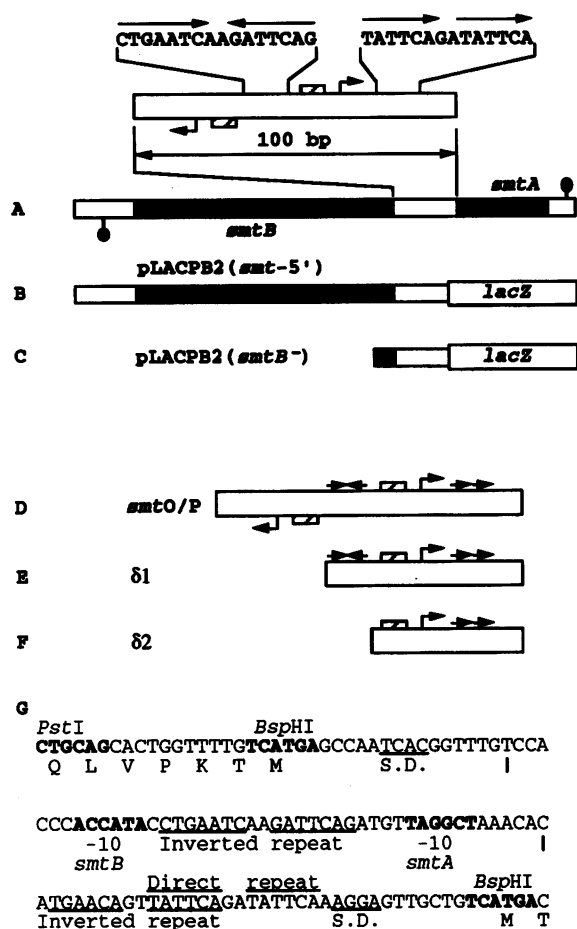 CTGAATCAAGATTCAG TATTCAGATATTCA
100 bp
smtA
A
smtB
pLACPB2(smt-5')
B lacZ
C pLACPB2(smtB-) lacZ
D smtO/P
E δ1
F δ2
G
PstI BspHI
CTGCAGCACTGGTTTTGTCATGAGCCAATCACGGTTTGTCCA
Q L V P K T M S.D.
CCCACCATACCTGAATCAAGATTCAGATGTTAGGCTAAACAC
-10 Inverted repeat -10
smtB smtA
Direct repeat BspHI
ATGAACAGTTATTCAGATATTCAAAGGAGTTGCTGTCATGAC
Inverted repeat S.D. M T